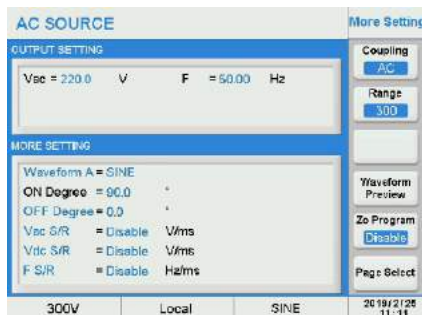 AC SOURCE
More Setting
OUTPUT SETTING
Vac = 220.0 V F = 50.00 Hz
MORE SETTING
Waveform A = SINE
ON Degree = 90.0 °
OFF Degree = 0.0 °
Vac S/R = Disable V/ms
Vdc S/R = Disable V/ms
F S/R = Disable Hz/ms
Coupling
AC
Range
300
Waveform
Preview
Zo Program
Disable
Page Select
300V Local SINE
2019/2/25
11:11